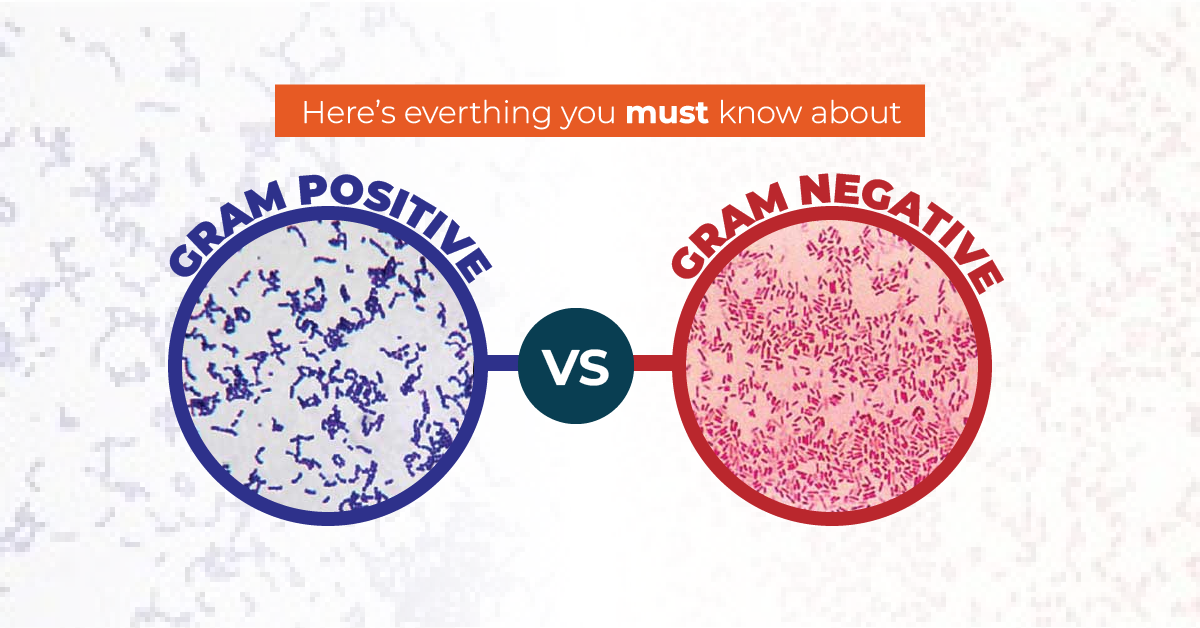 Here's everthing you must know about
GRAM POSITIVE
VS
GRAM NEGATIVE